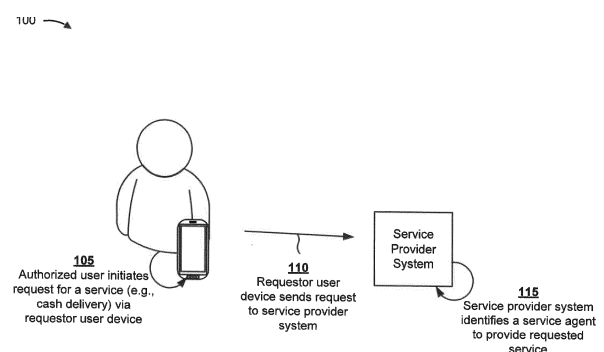 100
Service
Provider
System
105
Authorized user initiates
request for a service (e.g.,
cash delivery) via
requestor user device
110
Requestor user
device sends request
to service provider
system
115
Service provider system
identifies a service agent
to provide requested
service